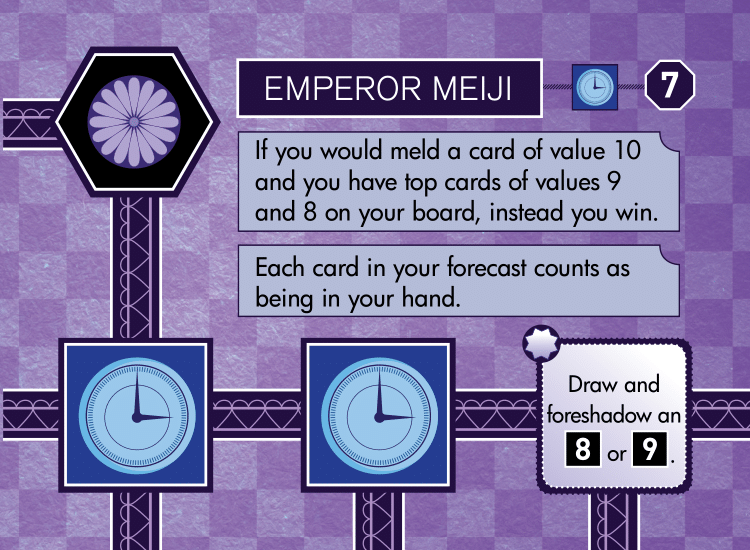 EMPEROR MEIJI
7
If you would meld a card of value 10
and you have top cards of values 9
and 8 on your board, instead you win.
Each card in your forecast counts as
being in your hand.
Draw and
foreshadow an
8 or 9.